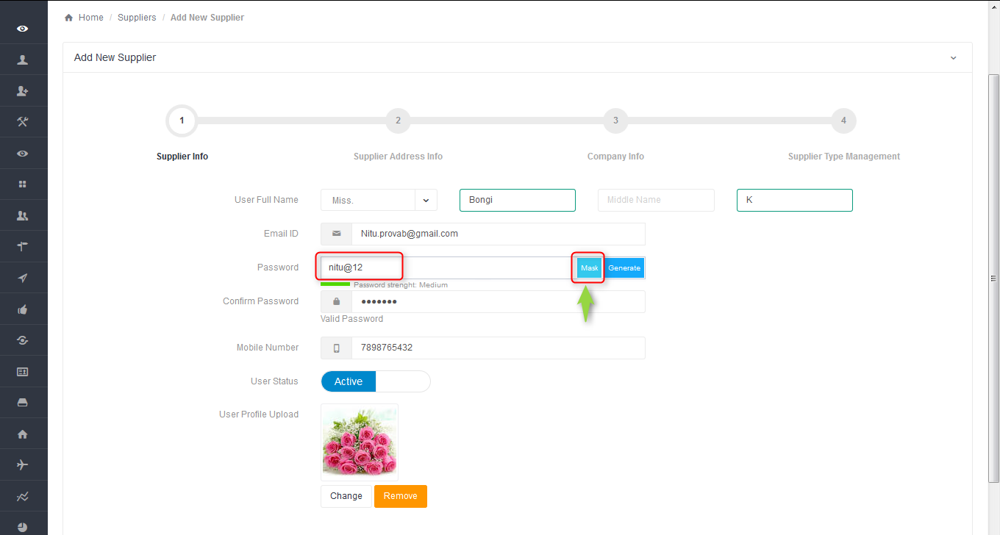 Home / Suppliers / Add New Supplier
Add New Supplier
1 2 3 4
Supplier Info Supplier Address Info Company Info Supplier Type Management
User Full Name Miss. Bongi Middle Name K
Email ID Nitu.provab@gmail.com
Password nitu@12 Mask Generate
Password strenght: Medium
Confirm Password •••••••
Valid Password
Mobile Number 7898765432
User Status Active
User Profile Upload
Change Remove